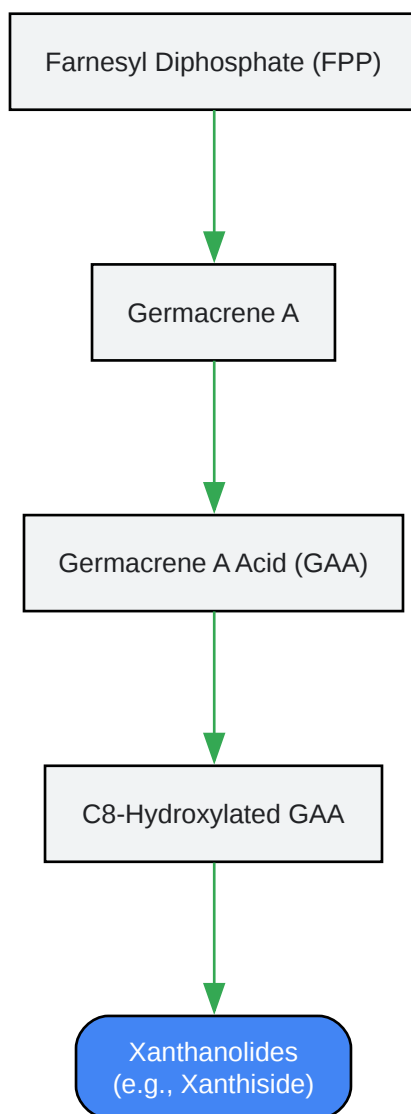 Farnesyl Diphosphate (FPP)
Germacrene A
Germacrene A Acid (GAA)
C8-Hydroxylated GAA
Xanthanolides
(e.g., Xanthiside)